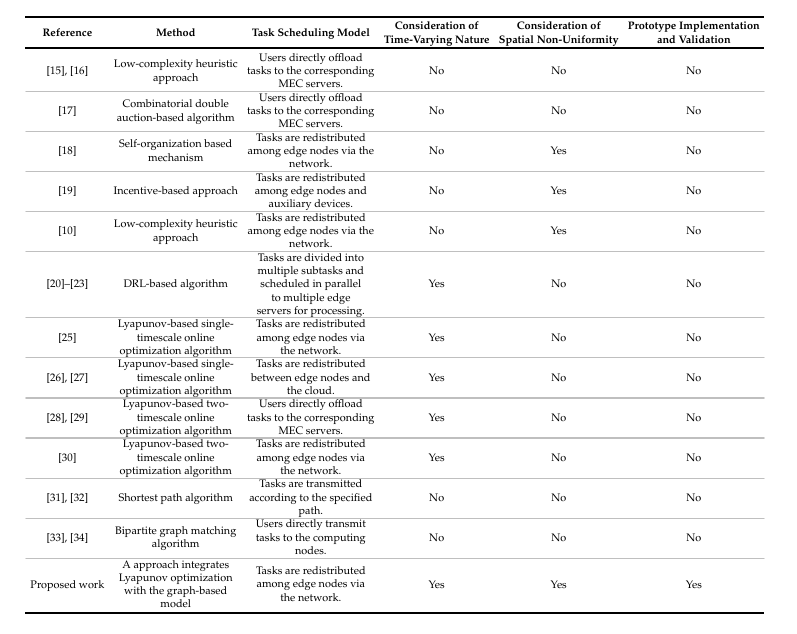 Reference Method Task Scheduling Model Consideration of Time-Varying Nature Consideration of Spatial Non-Uniformity Prototype Implementation and Validation
[15], [16] Low-complexity heuristic approach Users directly offload tasks to the corresponding MEC servers. No No No
[17] Combinatorial double auction-based algorithm Users directly offload tasks to the corresponding MEC servers. No No No
[18] Self-organization based mechanism Tasks are redistributed among edge nodes via the network. No Yes No
[19] Incentive-based approach Tasks are redistributed among edge nodes and auxiliary devices. No Yes No
[10] Low-complexity heuristic approach Tasks are redistributed among edge nodes via the network. No Yes No
[20]–[23] DRL-based algorithm Tasks are divided into multiple subtasks and scheduled in parallel to multiple edge servers for processing. Yes No No
[25] Lyapunov-based single-timescale online optimization algorithm Tasks are redistributed among edge nodes via the network. Yes No No
[26], [27] Lyapunov-based single-timescale online optimization algorithm Tasks are redistributed between edge nodes and the cloud. Yes No No
[28], [29] Lyapunov-based two-timescale online optimization algorithm Users directly offload tasks to the corresponding MEC servers. Yes No No
[30] Lyapunov-based two-timescale online optimization algorithm Tasks are redistributed among edge nodes via the network. Yes No No
[31], [32] Shortest path algorithm Tasks are transmitted according to the specified path. No No No
[33], [34] Bipartite graph matching algorithm Users directly transmit tasks to the computing nodes. No No No
Proposed work A approach integrates Lyapunov optimization with the graph-based model Tasks are redistributed among edge nodes via the network. Yes Yes Yes